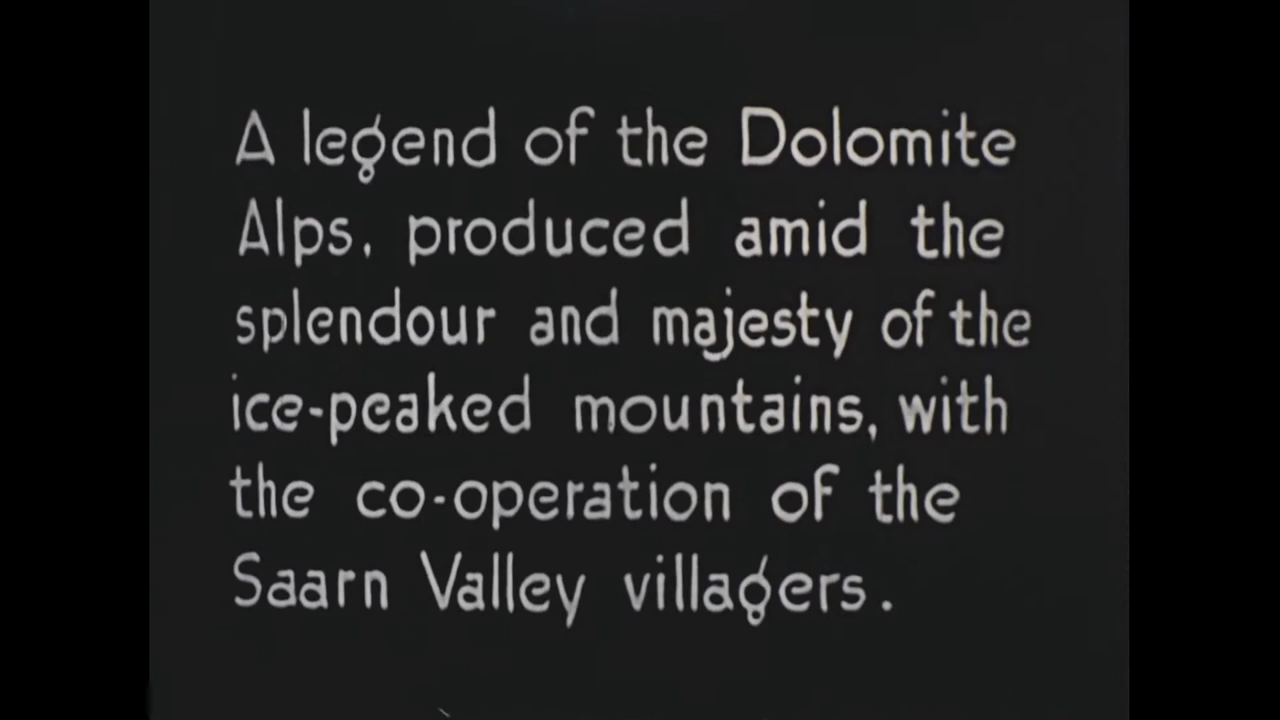 A legend of the Dolomite
Alps, produced amid the
splendour and majesty of the
ice-peaked mountains, with
the co-operation of the
Saarn Valley villagers.